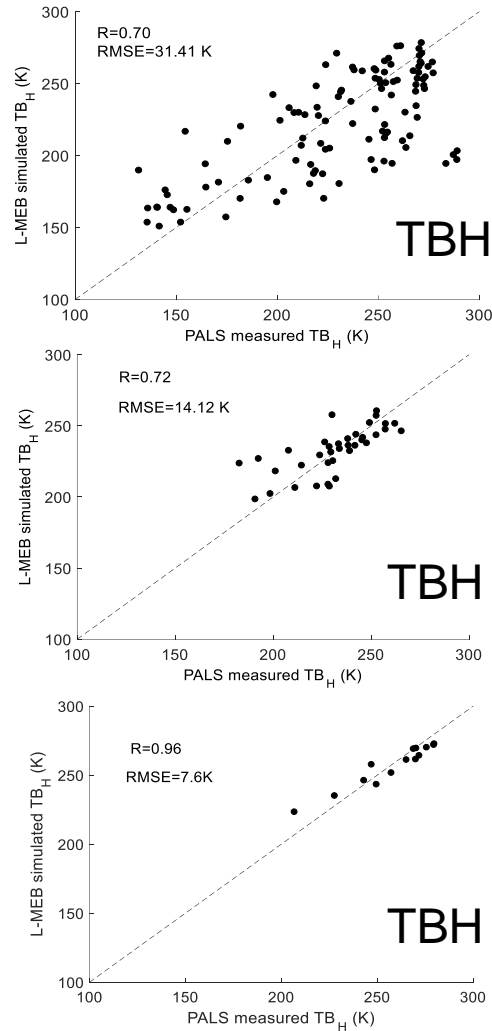 300
R=0.70
RMSE=31.41 K
250
200
150
100
L-MEB simulated TB_H (K)
TBH
100 150 200 250 300
PALS measured TB_H (K)
300
R=0.72
RMSE=14.12 K
250
200
150
100
L-MEB simulated TB_H (K)
TBH
100 150 200 250 300
PALS measured TB_H (K)
300
R=0.96
RMSE=7.6K
250
200
150
100
L-MEB simulated TB_H (K)
TBH
100 150 200 250 300
PALS measured TB_H (K)